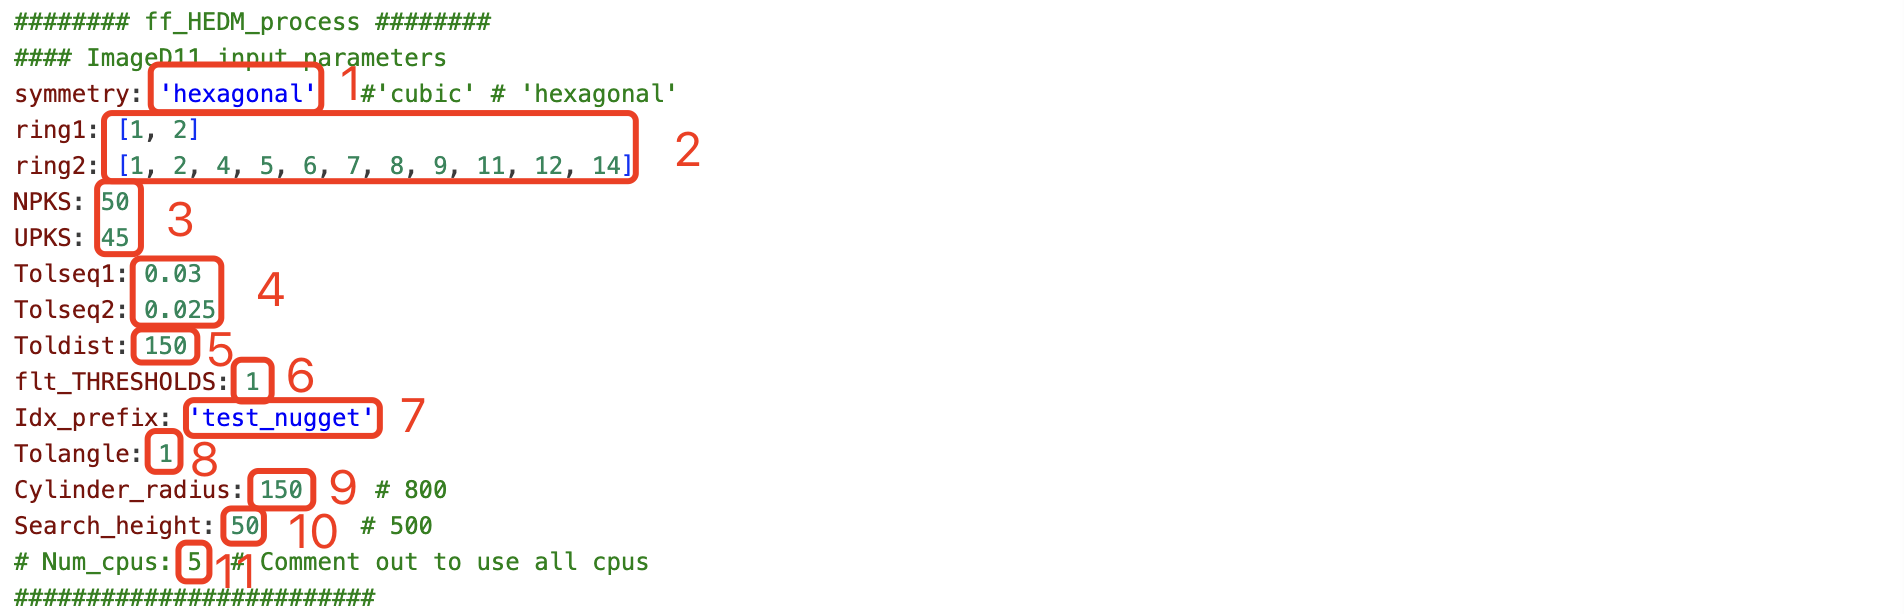 ######## ff_HEDM_process ########
#### ImageD11 input parameters
symmetry: 'hexagonal' 1 #'cubic' # 'hexagonal'
ring1: [1, 2]
ring2: [1, 2, 4, 5, 6, 7, 8, 9, 11, 12, 14]
2
NPKS: 50
UPKS: 45
3
Tolseq1: 0.03
Tolseq2: 0.025
4
Toldist: 150 5
flt_THRESHOLDS: 1 6
Idx_prefix: 'test_nugget' 7
Tolangle: 1 8
Cylinder_radius: 150 9 # 800
Search_height: 50 10 # 500
# Num_cpus: 5 11 # Comment out to use all cpus
#########################